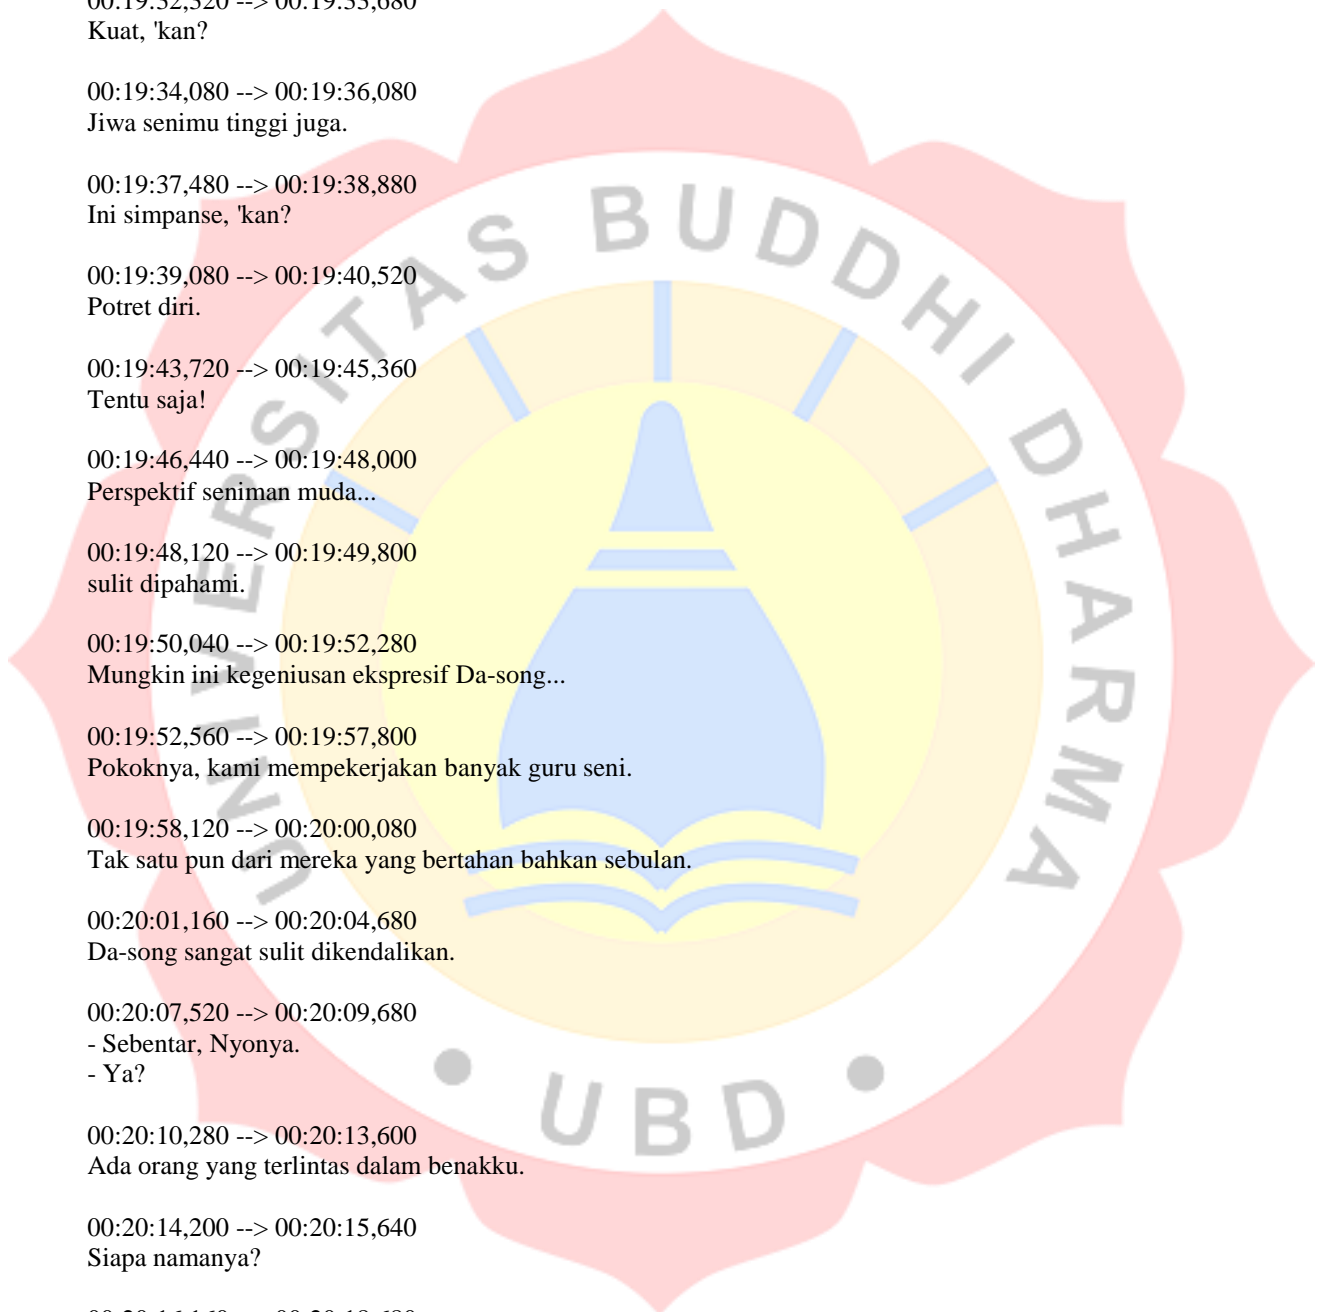 Kuat, 'kan?
00:19:34,080 --> 00:19:36,080
Jiwa senimu tinggi juga.
00:19:37,480 --> 00:19:38,880
Ini simpanse, 'kan?
00:19:39,080 --> 00:19:40,520
Potret diri.
00:19:43,720 --> 00:19:45,360
Tentu saja!
00:19:46,440 --> 00:19:48,000
Perspektif seniman muda...
00:19:48,120 --> 00:19:49,800
sulit dipahami.
00:19:50,040 --> 00:19:52,280
Mungkin ini kegeniusan ekspresif Da-song...
00:19:52,560 --> 00:19:57,800
Pokoknya, kami mempekerjakan banyak guru seni.
00:19:58,120 --> 00:20:00,080
Tak satu pun dari mereka yang bertahan bahkan sebulan.
00:20:01,160 --> 00:20:04,680
Da-song sangat sulit dikendalikan.
00:20:07,520 --> 00:20:09,680
- Sebentar, Nyonya.
- Ya?
00:20:10,280 --> 00:20:13,600
Ada orang yang terlintas dalam benakku.
00:20:14,200 --> 00:20:15,640
Siapa namanya?
UNIVERSITAS BUDDHI DHARMA
• UBD •